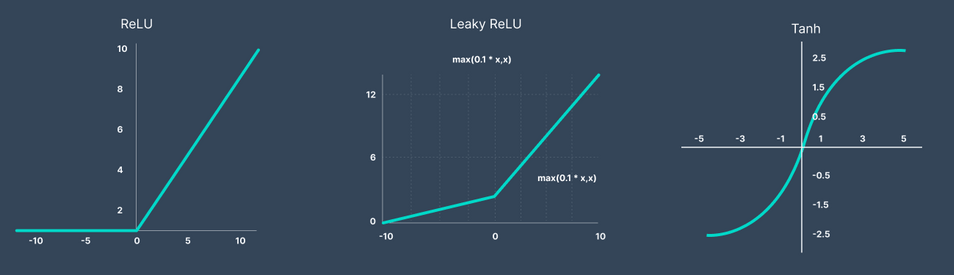 ReLU
10
8
6
4
2
-10 -5 0 5 10
Leaky ReLU
max(0.1 * x,x)
12
6
max(0.1 * x,x)
0
-10 0 10
Tanh
2.5
1.5
0.5
-5 -3 -1 1 3 5
-0.5
-1.5
-2.5